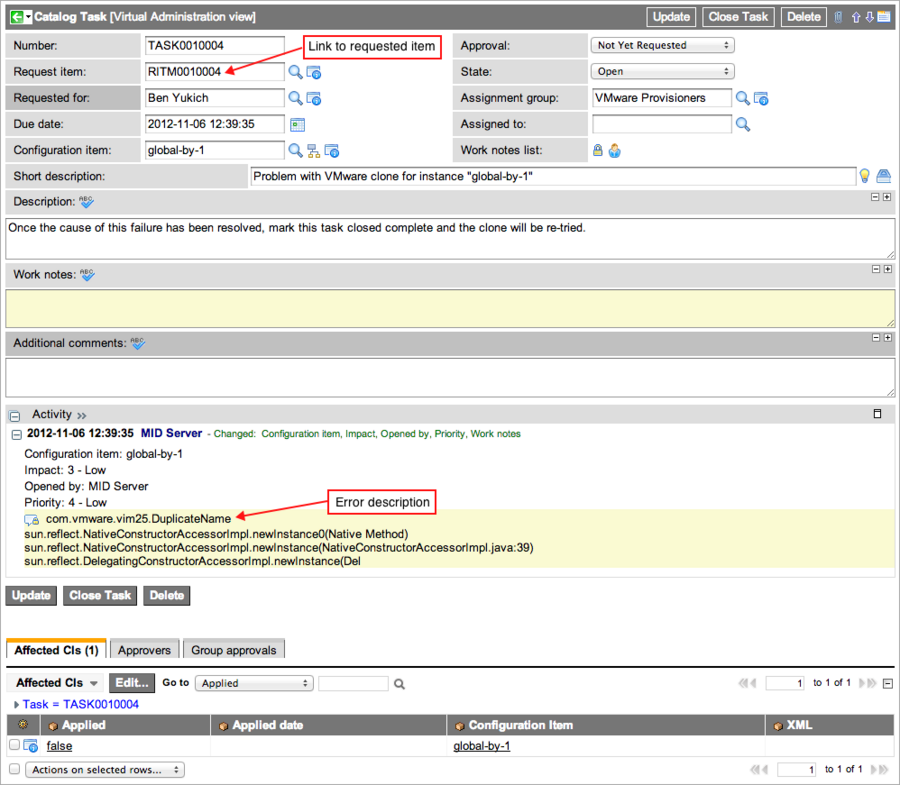 Catalog Task [Virtual Administration view]
Update Close Task Delete
Number: TASK0010004
Link to requested item
Approval: Not Yet Requested
Request item: RITM0010004
State: Open
Requested for: Ben Yukich
Assignment group: VMware Provisioners
Due date: 2012-11-06 12:39:35
Assigned to:
Configuration item: global-by-1
Work notes list:
Short description: Problem with VMware clone for instance "global-by-1"
Description: ABC
Once the cause of this failure has been resolved, mark this task closed complete and the clone will be re-tried.
Work notes: ABC
Additional comments: ABC
Activity
2012-11-06 12:39:35 MID Server - Changed: Configuration item, Impact, Opened by, Priority, Work notes
Configuration item: global-by-1
Impact: 3 - Low
Opened by: MID Server
Priority: 4 - Low
Error description
com.vmware.vim25.DuplicateName
sun.reflect.NativeConstructorAccessorImpl.newInstance0(Native Method)
sun.reflect.NativeConstructorAccessorImpl.newInstance(NativeConstructorAccessorImpl.java:39)
sun.reflect.DelegatingConstructorAccessorImpl.newInstance(Del
Update Close Task Delete
Affected CIs (1) Approvers Group approvals
Affected CIs Edit... Go to Applied 1 to 1 of 1
Task = TASK0010004
Applied Applied date Configuration Item XML
false global-by-1
Actions on selected rows... 1 to 1 of 1